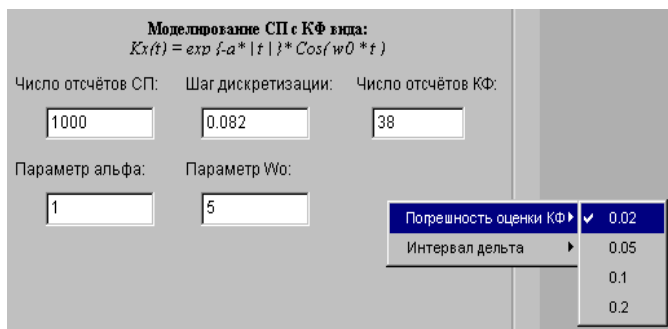 Моделирование СП с КФ вида:
Kx(t) = exp {-a* | t | }* Cos( w0 * t )
Число отсчётов СП: Шаг дискретизации: Число отсчётов КФ:
1000 0.082 38
Параметр альфа: Параметр Wo:
1 5
Погрешность оценки КФ 0.02
Интервал дельта 0.05
0.1
0.2